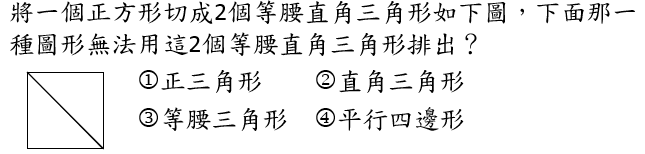 將一個正方形切成2個等腰直角三角形如下圖，下面那一
種圖形無法用這2個等腰直角三角形排出？
①正三角形 ②直角三角形
③等腰三角形 ④平行四邊形